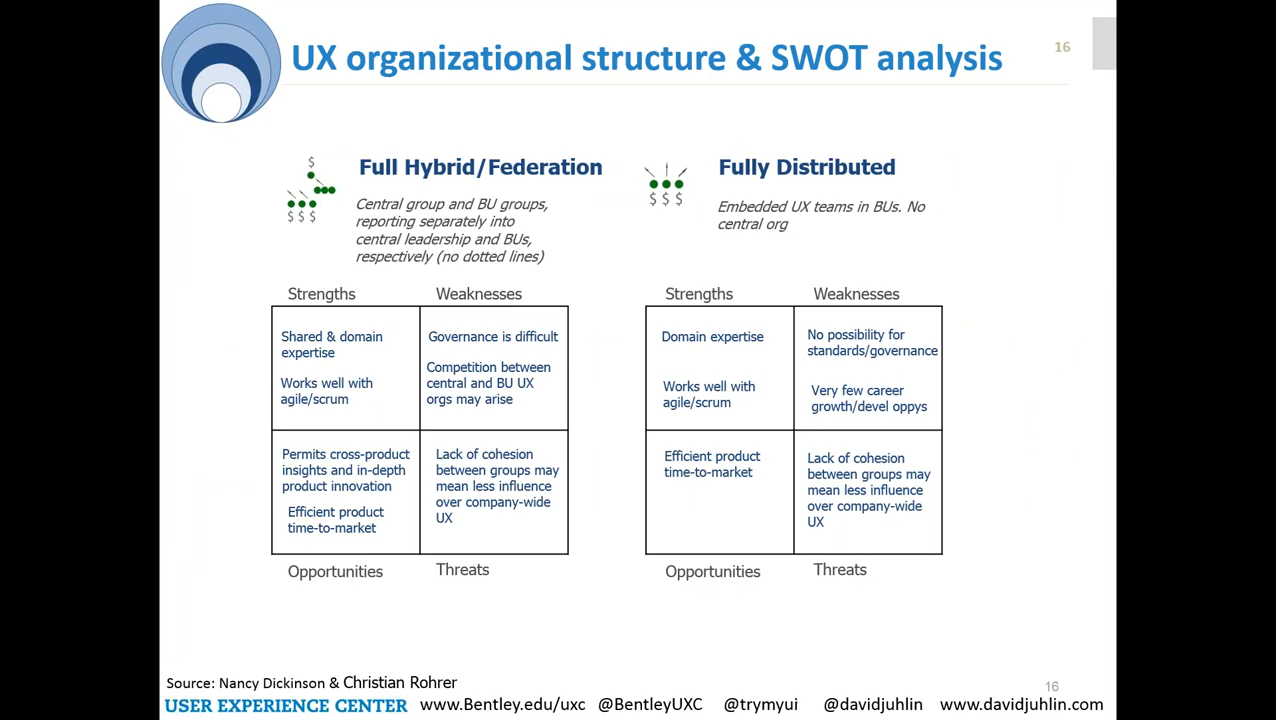 UX organizational structure & SWOT analysis
16
$
$ $ $
Full Hybrid/Federation
Central group and BU groups,
reporting separately into
central leadership and BUs,
respectively (no dotted lines)
Strengths
Weaknesses
Shared & domain
expertise
Works well with
agile/scrum
Governance is difficult
Competition between
central and BU UX
orgs may arise
Permits cross-product
insights and in-depth
product innovation
Efficient product
time-to-market
Lack of cohesion
between groups may
mean less influence
over company-wide
UX
Opportunities
Threats
$ $ $
Fully Distributed
Embedded UX teams in BUs. No
central org
Strengths
Weaknesses
Domain expertise
Works well with
agile/scrum
No possibility for
standards/governance
Very few career
growth/devel oppys
Efficient product
time-to-market
Lack of cohesion
between groups may
mean less influence
over company-wide
UX
Opportunities
Threats
Source: Nancy Dickinson & Christian Rohrer
16
USER EXPERIENCE CENTER www.Bentley.edu/uxc @BentleyUXC @trymyui @davidjuhlin www.davidjuhlin.com